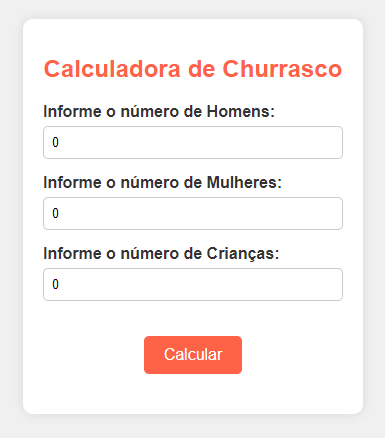 Calculadora de Churrasco
Informe o número de Homens:
0
Informe o número de Mulheres:
0
Informe o número de Crianças:
0
Calcular